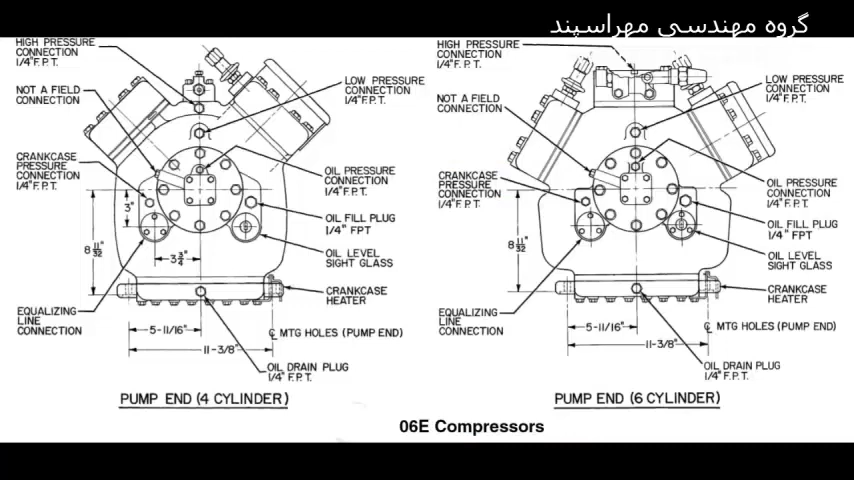 گروه مهندسی مهراسپند
HIGH PRESSURE
CONNECTION
1/4"F.P.T.
NOT A FIELD
CONNECTION
CRANKCASE
PRESSURE
CONNECTION
1/4"F.P.T.
3"
8 11/32
3 3/4"
EQUALIZING
LINE
CONNECTION
5-11/16"
11-3/8"
LOW PRESSURE
CONNECTION
1/4"F.P.T.
OIL PRESSURE
CONNECTION
1/4"F.P.T.
OIL FILL PLUG
1/4" FPT
OIL LEVEL
SIGHT GLASS
CRANKCASE
HEATER
℄ MTG HOLES (PUMP END)
OIL DRAIN PLUG
1/4"F.P.T.
PUMP END (4 CYLINDER)
HIGH PRESSURE
CONNECTION
1/4"F.P.T.
NOT A FIELD
CONNECTION
CRANKCASE
PRESSURE
CONNECTION
1/4"F.P.T.
8 11/32
EQUALIZING
LINE
CONNECTION
5-11/16"
11-3/8"
LOW PRESSURE
CONNECTION
1/4"F.P.T.
OIL PRESSURE
CONNECTION
1/4"F.P.T.
OIL FILL PLUG
1/4" FPT
OIL LEVEL
SIGHT GLASS
CRANKCASE
HEATER
℄ MTG HOLES (PUMP END)
OIL DRAIN PLUG
1/4"F.P.T.
PUMP END (6 CYLINDER)
06E Compressors